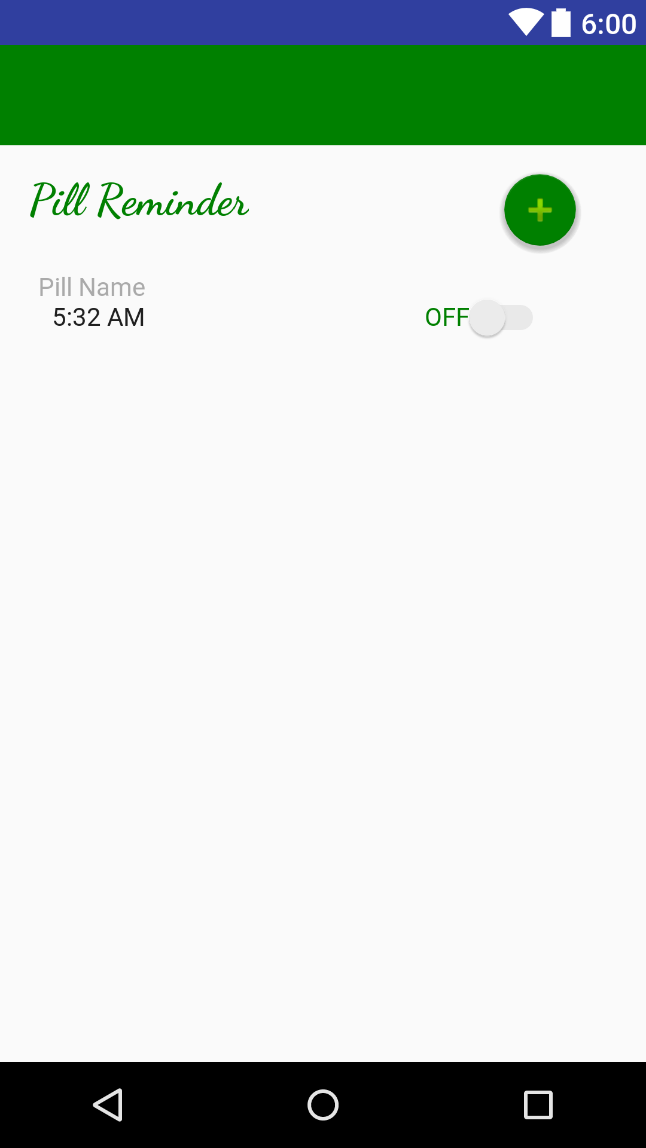 6:00
Pill Reminder
Pill Name
5:32 AM
OFF